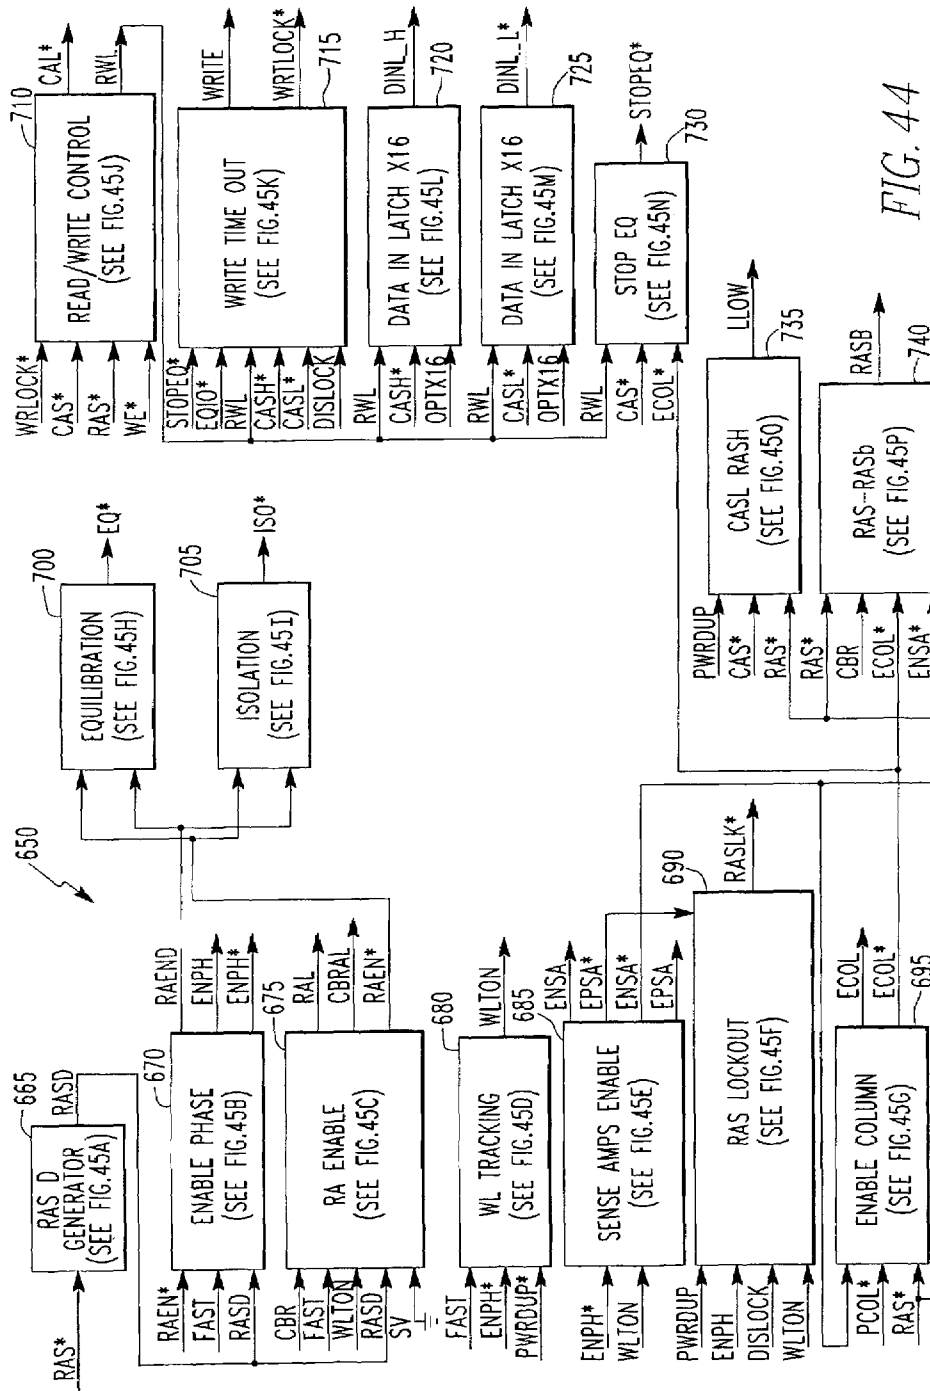 650
665
RAS*
RAS D
GENERATOR
(SEE FIG.45A)
RASD
670
RAEN*
FAST
RASD
ENABLE PHASE
(SEE FIG.45B)
RAEND
ENPH
ENPH*
675
CBR
FAST
WLTON
RASD
SV
RA ENABLE
(SEE FIG.45C)
RAL
CBRAL
RAEN*
680
FAST
ENPH*
PWRDUP*
WL TRACKING
(SEE FIG.45D)
WLTON
685
ENPH*
WLTON
SENSE AMPS ENABLE
(SEE FIG.45E)
ENSA
EPSA*
ENSA*
EPSA
690
PWRDUP
ENPH
DISLOCK
WLTON
RAS LOCKOUT
(SEE FIG.45F)
RASLK*
695
PCOL*
RAS*
ENABLE COLUMN
(SEE FIG.45G)
ECOL
ECOL*
700
EQUILIBRATION
(SEE FIG.45H)
EQ*
705
ISOLATION
(SEE FIG.45I)
ISO*
710
WRLOCK*
CAS*
RAS*
WE*
READ/WRITE CONTROL
(SEE FIG.45J)
CAL*
RWL
715
STOPEQ*
EQIO*
RWL
CASH*
CASL*
DISLOCK
WRITE TIME OUT
(SEE FIG.45K)
WRITE
WRTLOCK*
720
RWL
CASH*
OPTX16
DATA IN LATCH X16
(SEE FIG.45L)
DINL_H
725
RWL
CASL*
OPTX16
DATA IN LATCH X16
(SEE FIG.45M)
DINL_L*
730
RWL
CAS*
ECOL*
STOP EQ
(SEE FIG.45N)
STOPEQ*
735
PWRDUP
CAS*
RAS*
CASL RASH
(SEE FIG.45O)
LLOW
740
RAS*
CBR
ECOL*
ENSA*
RAS-RASb
(SEE FIG.45P)
RASB
FIG. 44